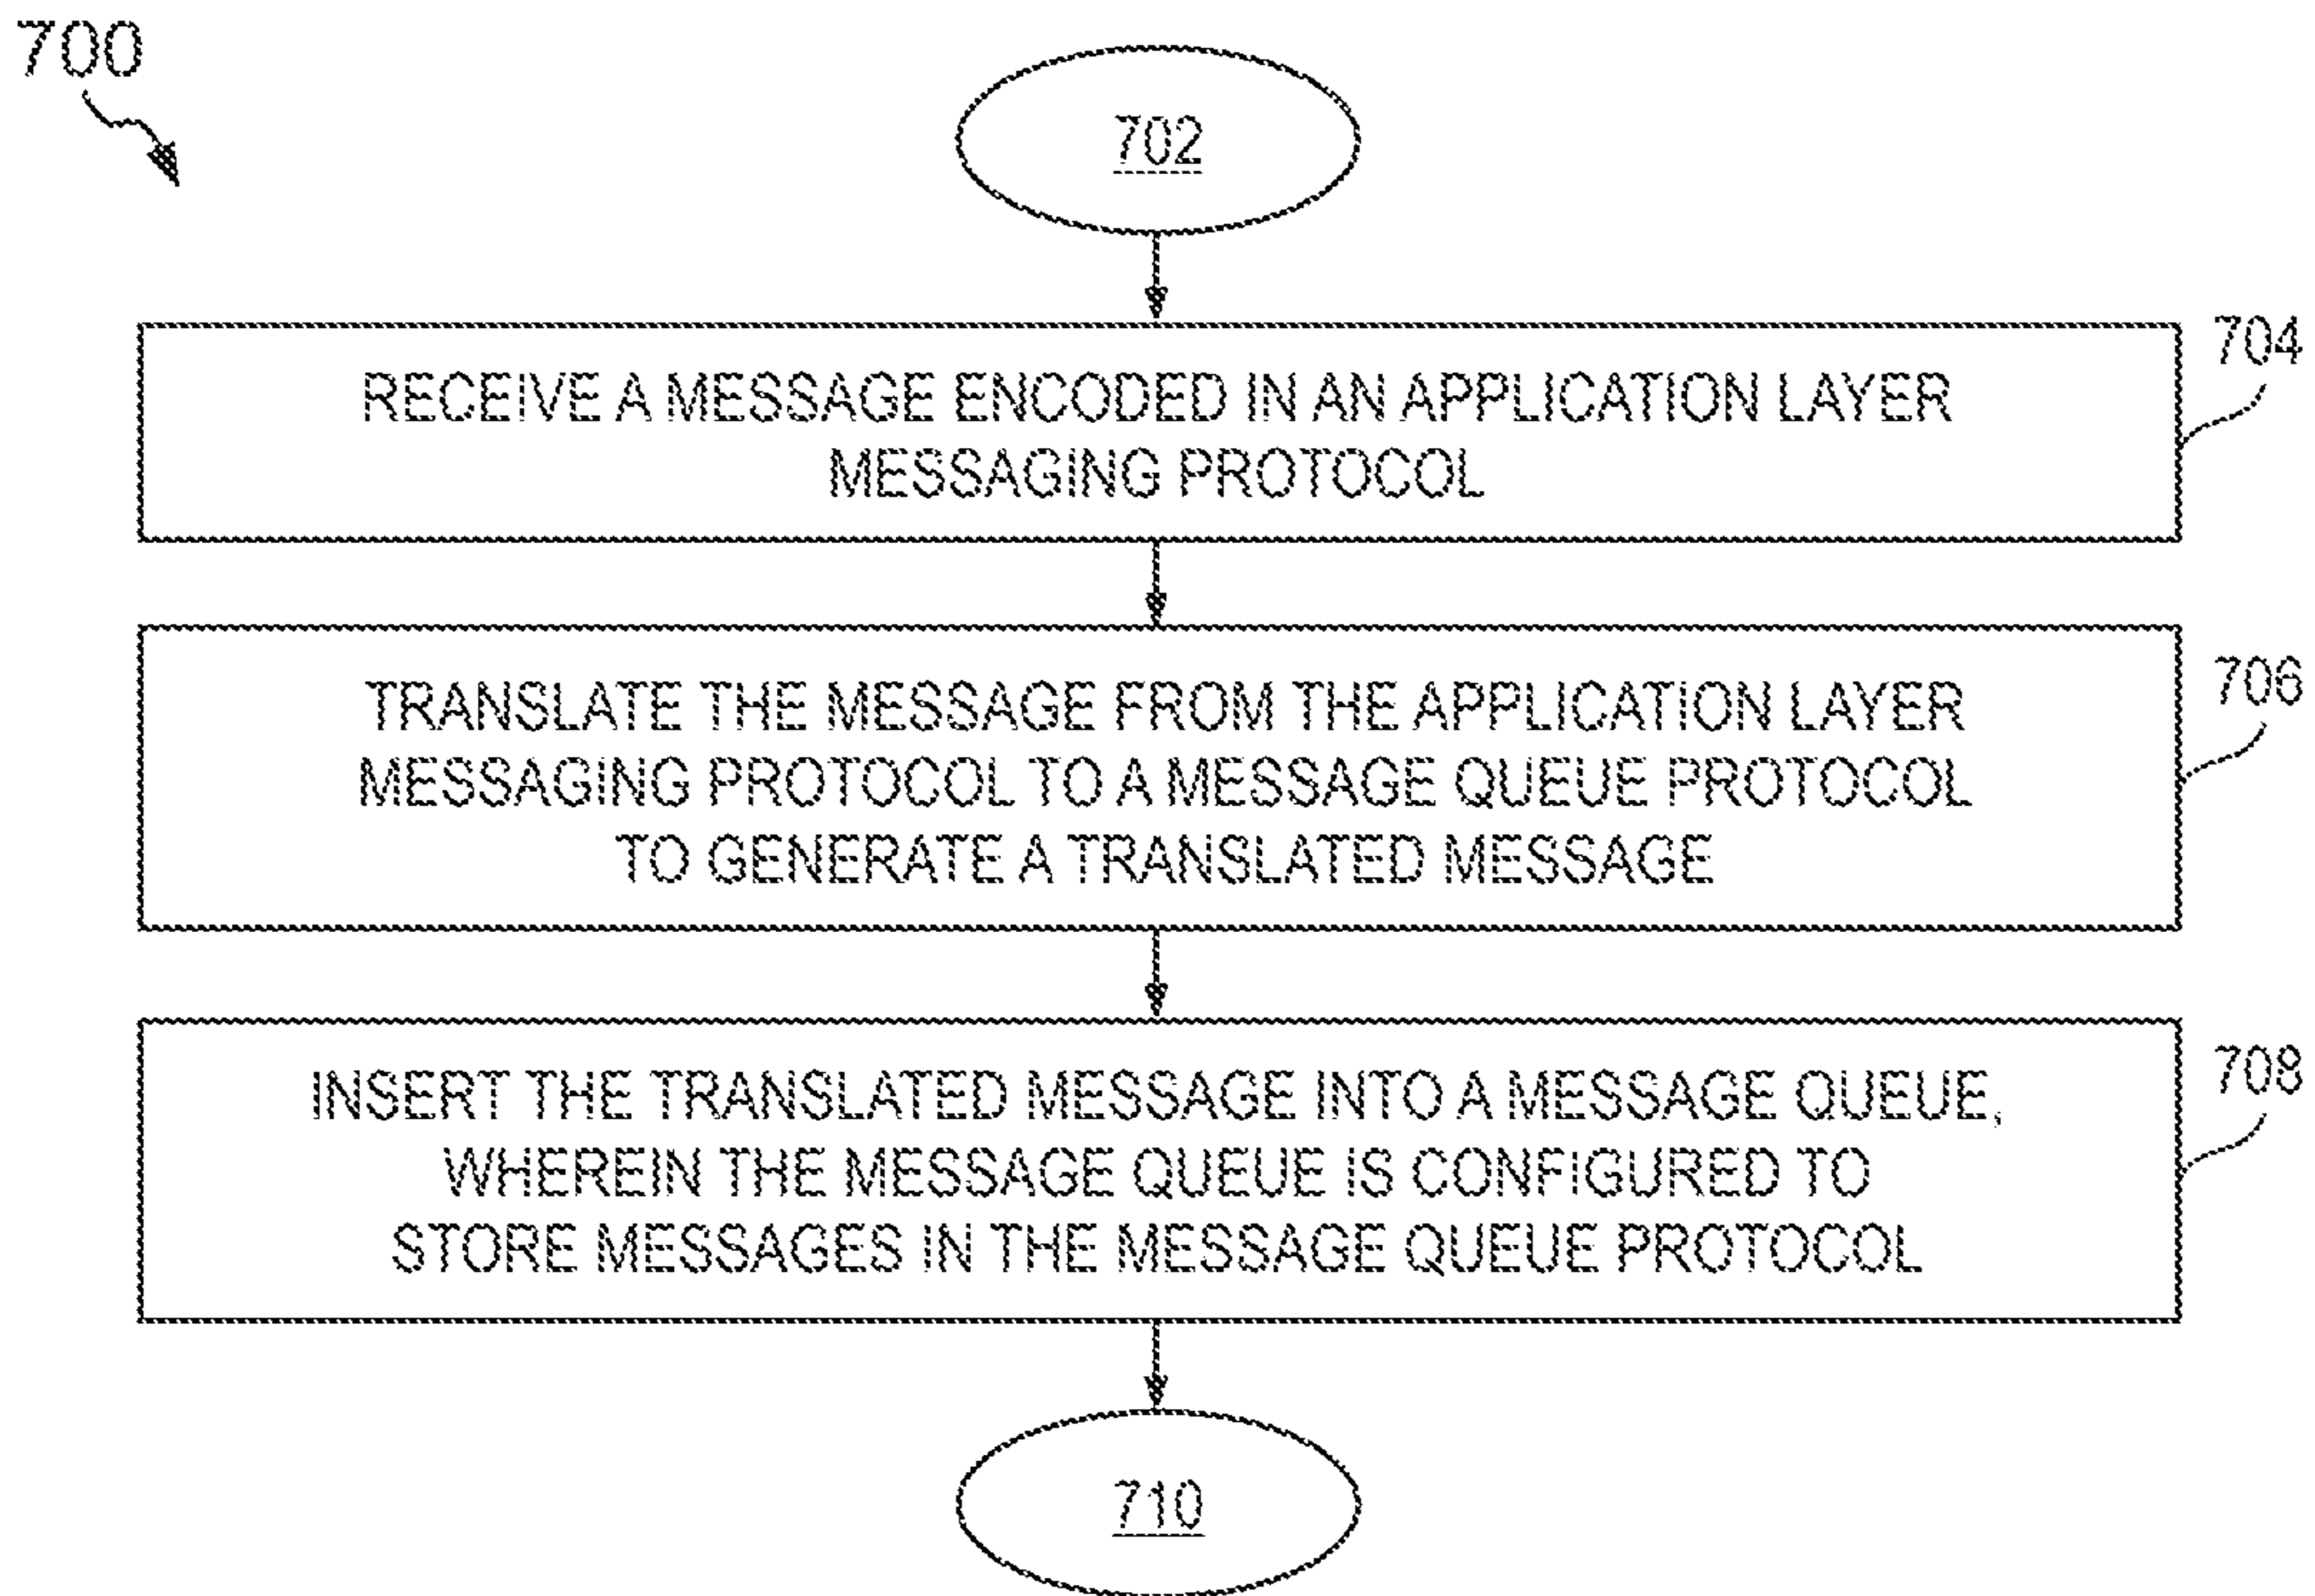 700
702
704
RECEIVE A MESSAGE ENCODED IN AN APPLICATION LAYER
MESSAGING PROTOCOL
706
TRANSLATE THE MESSAGE FROM THE APPLICATION LAYER
MESSAGING PROTOCOL TO A MESSAGE QUEUE PROTOCOL
TO GENERATE A TRANSLATED MESSAGE
708
INSERT THE TRANSLATED MESSAGE INTO A MESSAGE QUEUE,
WHEREIN THE MESSAGE QUEUE IS CONFIGURED TO
STORE MESSAGES IN THE MESSAGE QUEUE PROTOCOL
710